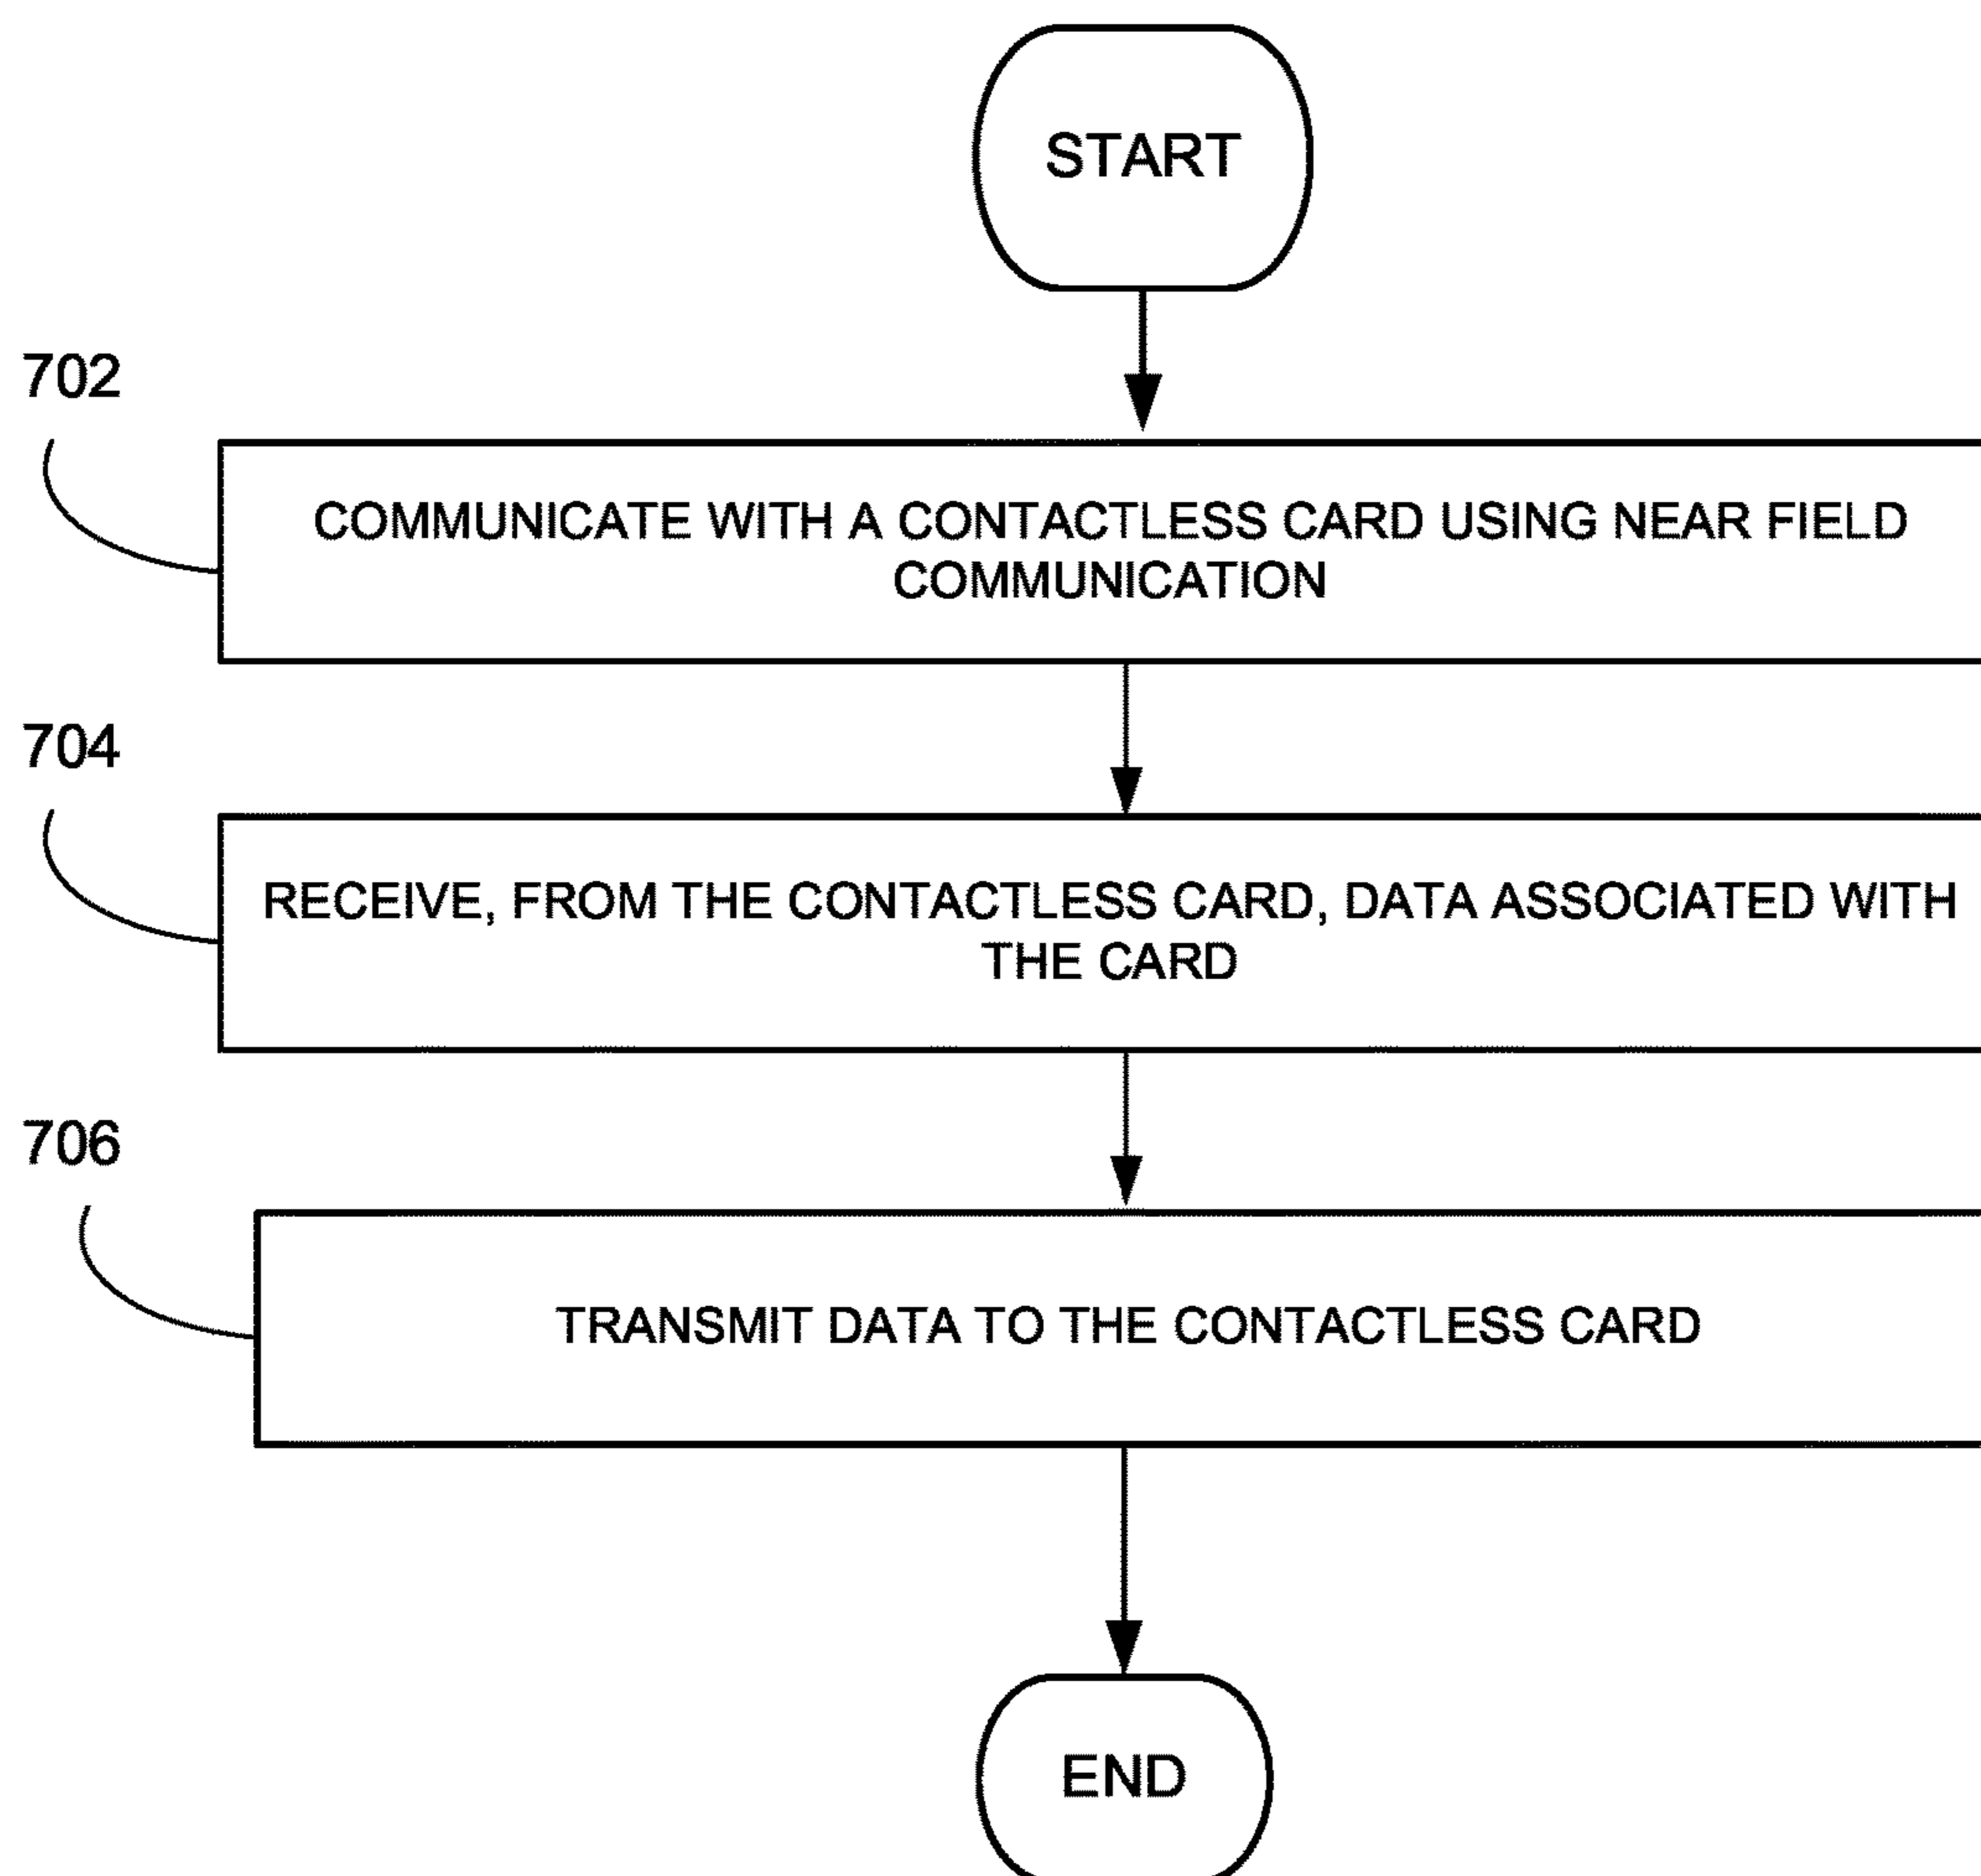 START
702
COMMUNICATE WITH A CONTACTLESS CARD USING NEAR FIELD
COMMUNICATION
704
RECEIVE, FROM THE CONTACTLESS CARD, DATA ASSOCIATED WITH
THE CARD
706
TRANSMIT DATA TO THE CONTACTLESS CARD
END